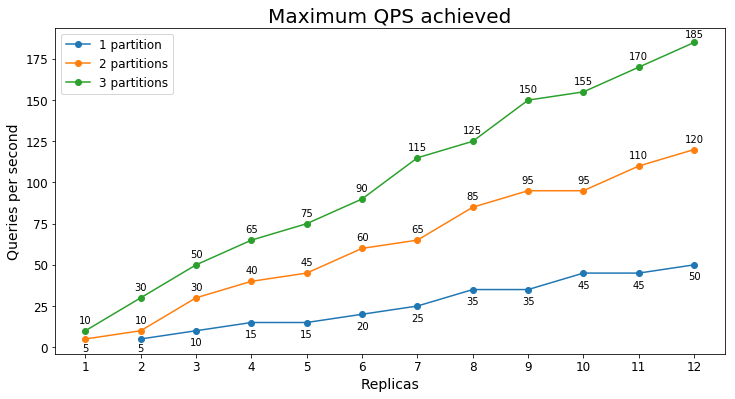 Maximum QPS achieved
1 partition
2 partitions
3 partitions
Queries per second
175
150
125
100
75
50
25
0
10 30 50 65 75 90 115 125 150 155 170 185
5 10 30 40 45 60 65 85 95 95 110 120
5 10 15 15 20 25 35 35 45 45 50
1 2 3 4 5 6 7 8 9 10 11 12
Replicas